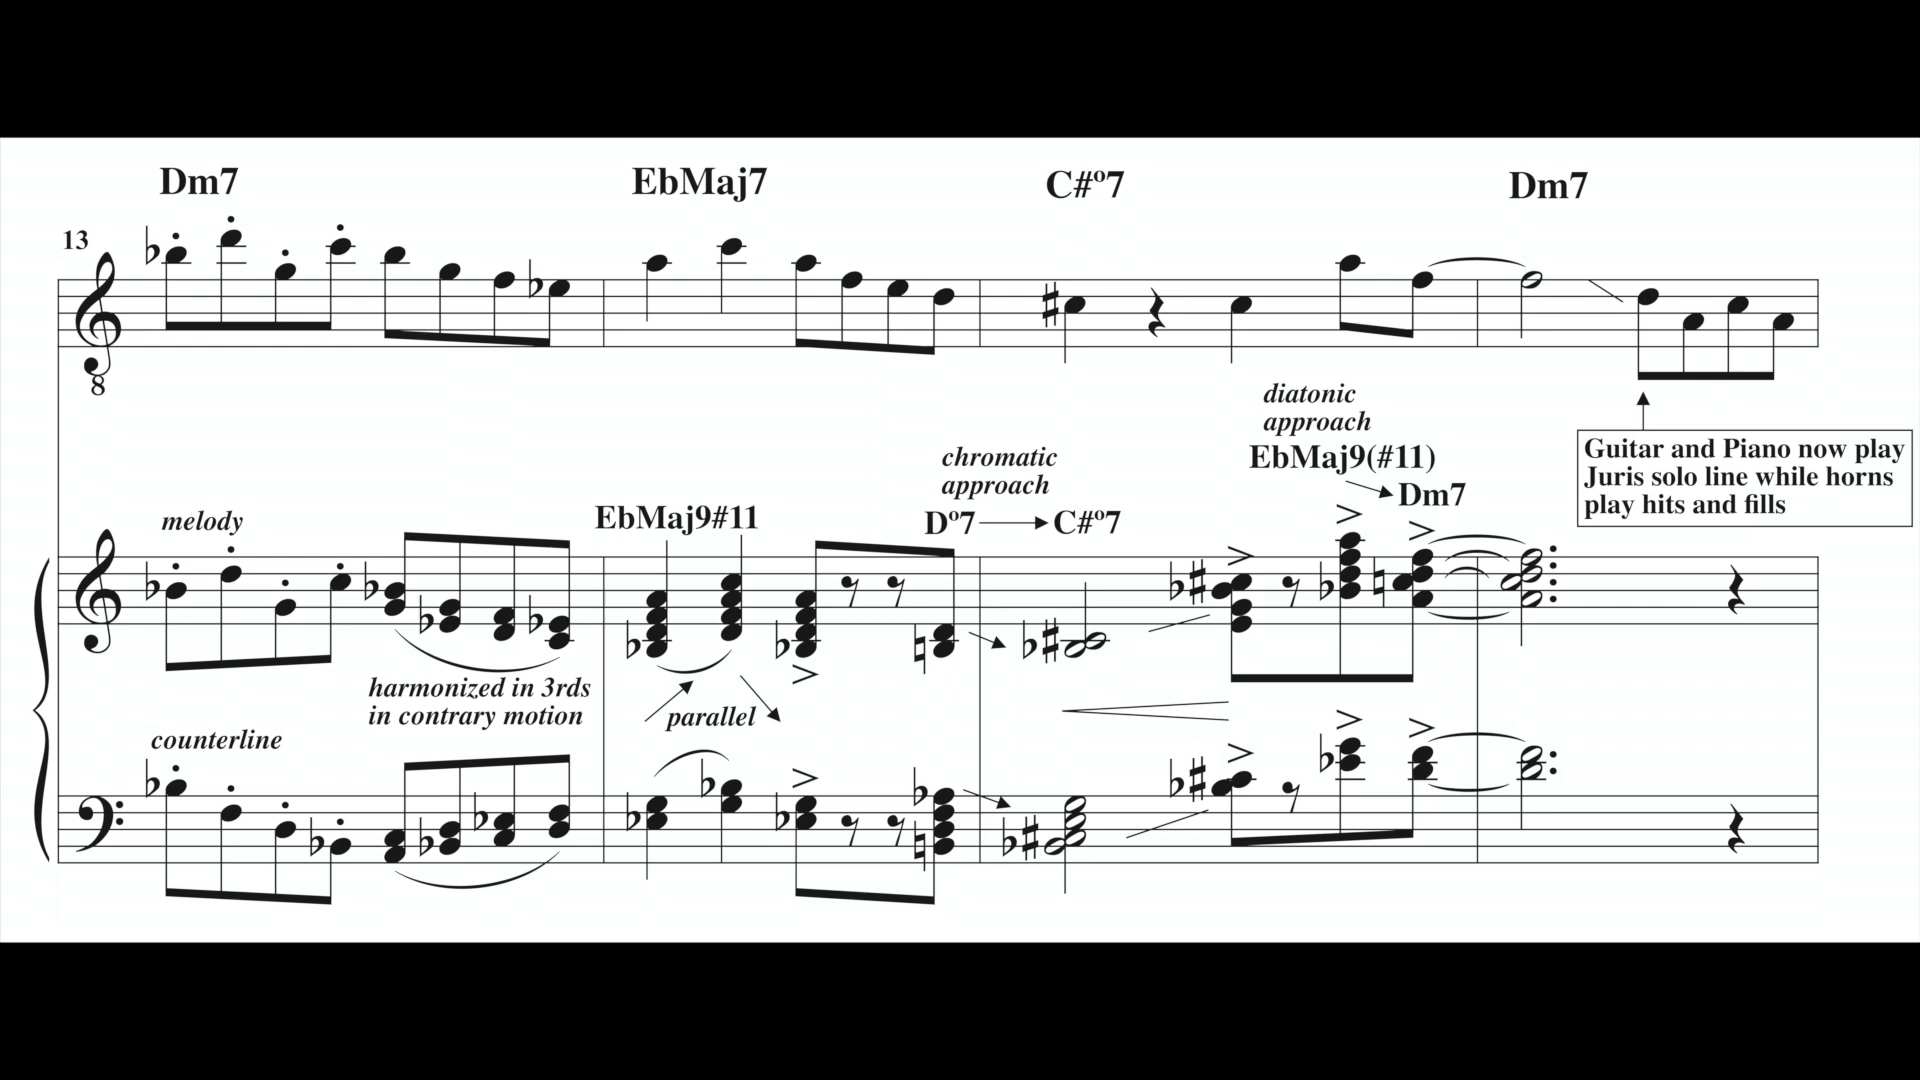 Dm7 EbMaj7 C#º7 Dm7
13
8
diatonic
approach
EbMaj9(#11)
Dm7
chromatic
approach
Dº7 C#º7
Guitar and Piano now play
Juris solo line while horns
play hits and fills
melody
EbMaj9#11
harmonized in 3rds
in contrary motion
parallel
counterline